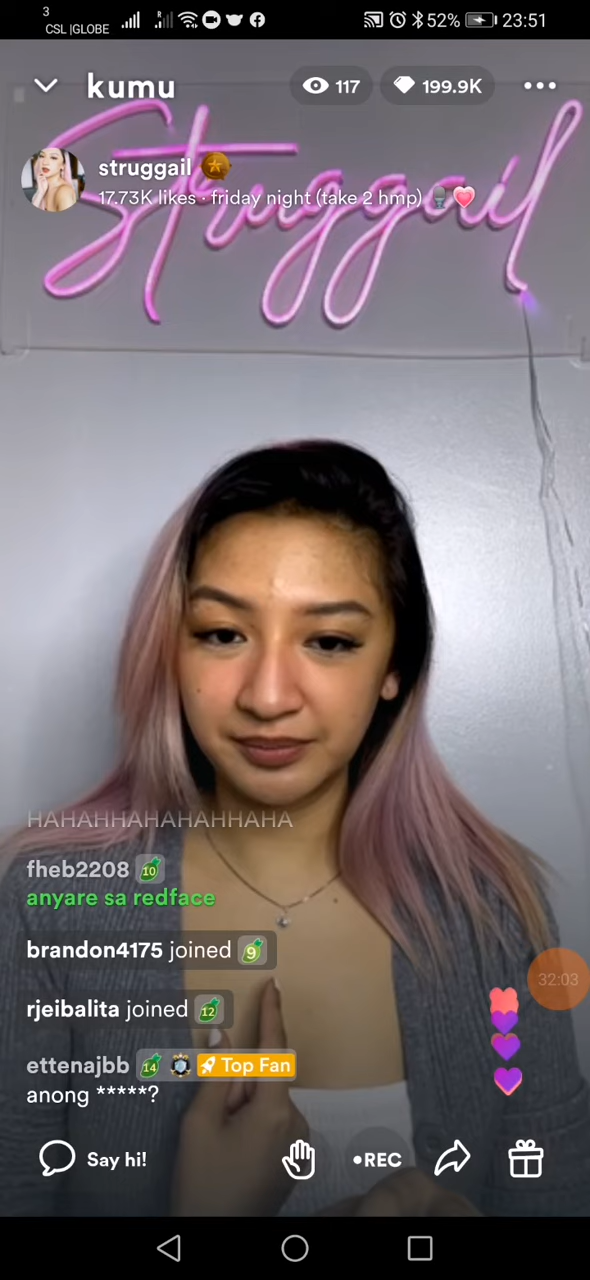 3
CSL |GLOBE
52%
23:51
kumu
117
199.9K
Struggail
struggail
17.73K likes · friday night (take 2 hmp) 🎙️💗
HAHAHHAHAHAHHAHA
fheb2208 10
anyare sa redface
brandon4175 joined 9
rjeibalita joined 12
ettenajbb 14 Top Fan
anong *****?
32:03
Say hi!
•REC